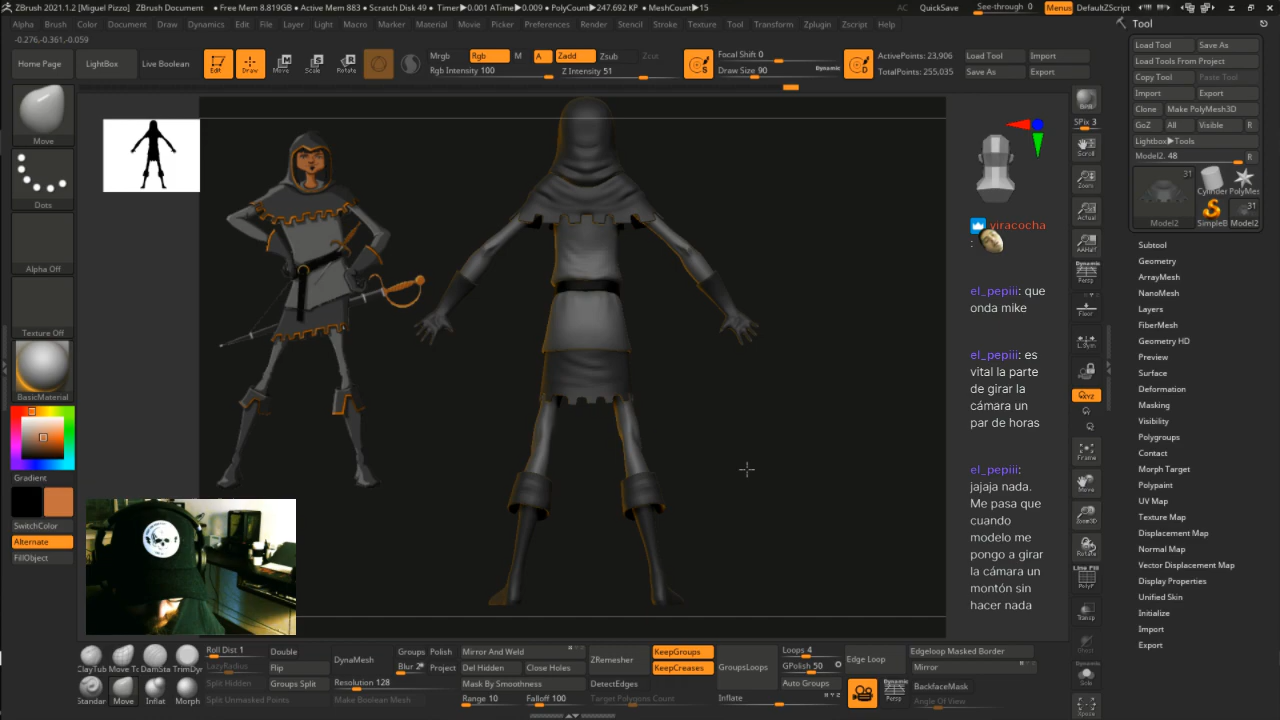 ZBrush 2021.1.2 [Miguel Pizzo] ZBrush Document • Free Mem 8.819GB • Active Mem 883 • Scratch Disk 49 • Timer▶0.001 ATime▶0.009 • PolyCount▶247.692 KP • MeshCount▶15 AC QuickSave See-through 0 Menus DefaultZScript
Alpha Brush Color Document Draw Dynamics Edit File Layer Light Macro Marker Material Movie Picker Preferences Render Stencil Stroke Texture Tool Transform Zplugin Zscript Help
-0.276,-0.361,-0.059
Home Page LightBox Live Boolean Edit Draw Move Scale Rotate
Mrgb Rgb M A Zadd Zsub Zcut
Rgb Intensity 100 Z Intensity 51
Focal Shift 0
Draw Size 90 Dynamic
ActivePoints: 23,906
TotalPoints: 255,035
Load Tool Import
Save As Export
Tool
Load Tool Save As
Load Tools From Project
Copy Tool Paste Tool
Import Export
Clone Make PolyMesh3D
GoZ All Visible R
Lightbox▶Tools
Model2. 48 R
31
Cylinder PolyMes
31
Model2 SimpleB Model2
Subtool
Geometry
ArrayMesh
NanoMesh
Layers
FiberMesh
Geometry HD
Preview
Surface
Deformation
Masking
Visibility
Polygroups
Contact
Morph Target
Polypaint
UV Map
Texture Map
Displacement Map
Normal Map
Vector Displacement Map
Display Properties
Unified Skin
Initialize
Import
Export
Move
Dots
Alpha Off
Texture Off
BasicMaterial
Gradient
SwitchColor
Alternate
FillObject
BPR
SPix 3
Scroll
Zoom
Actual
AAHalf
Dynamic
Persp
Floor
L.Sym
XYZ
Frame
Move
Zoom3D
Rotate
Line Fill
PolyF
Transp
Dynamic
Solo
Xpose
viracocha
:
el_pepiii: que
onda mike
el_pepiii: es
vital la parte
de girar la
cámara un
par de horas
el_pepiii:
jajaja nada.
Me pasa que
cuando
modelo me
pongo a girar
la cámara un
montón sin
hacer nada
ClayTub Move To DamSta TrimDyr
Standar Move Inflat Morph
Roll Dist 1 Double
LazyRadius Flip
Split Hidden Groups Split
Split Unmasked Points
DynaMesh
Groups Polish
Blur 2 Project
Resolution 128
Make Boolean Mesh
Mirror And Weld
Del Hidden Close Holes
Mask By Smoothness
Range 10 Falloff 100
ZRemesher KeepGroups
KeepCreases
DetectEdges
Target Polygons Count
GroupsLoops
Inflate
Loops 4
GPolish 50
Auto Groups
Edge Loop
Dynamic
Persp
Edgeloop Masked Border
Mirror
BackfaceMask
Angle Of View